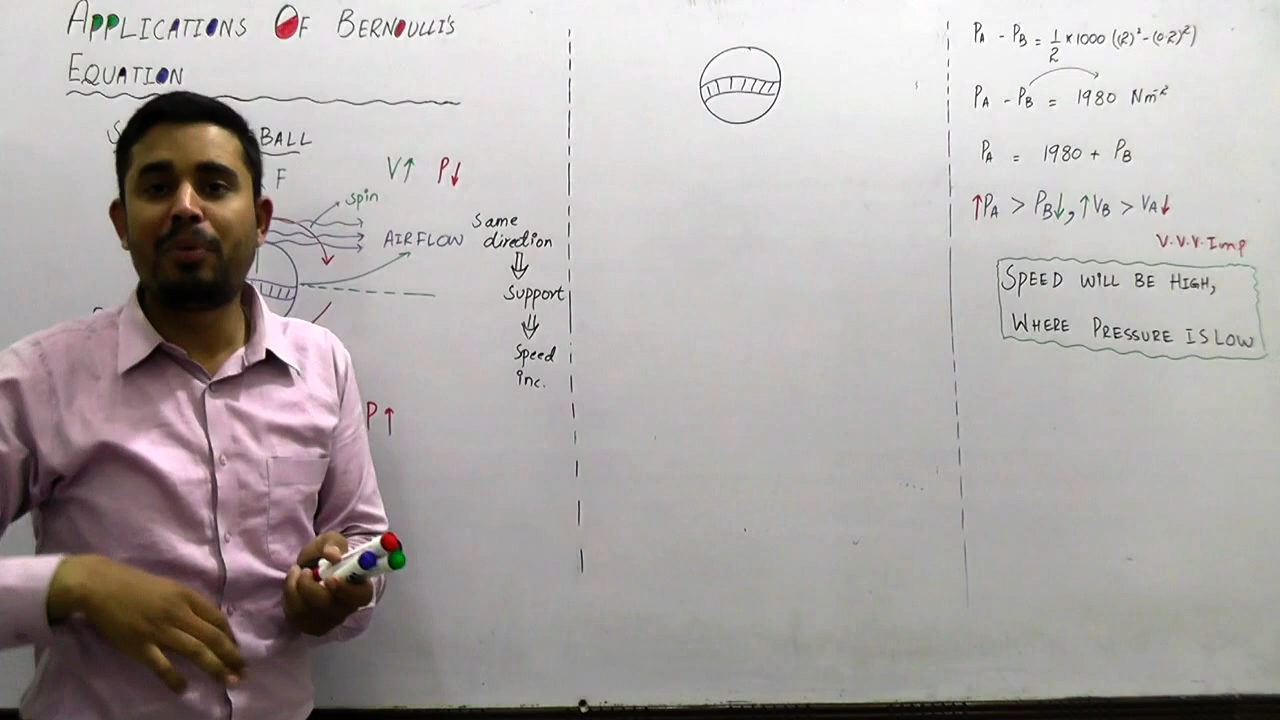 APPLICATIONS OF BERNOULLI'S
EQUATION
BALL
F
V↑ P↓
spin
AIRFLOW
Same
direction
⇓
Support
⇓
Speed
inc.
P↑
PA - PB = 1/2 × 1000 ((2)² - (0.2)²)
PA - PB = 1980 Nm⁻²
PA = 1980 + PB
↑PA > PB↓, ↑VB > VA↓
V.V.V.Imp
SPEED WILL BE HIGH,
WHERE PRESSURE IS LOW